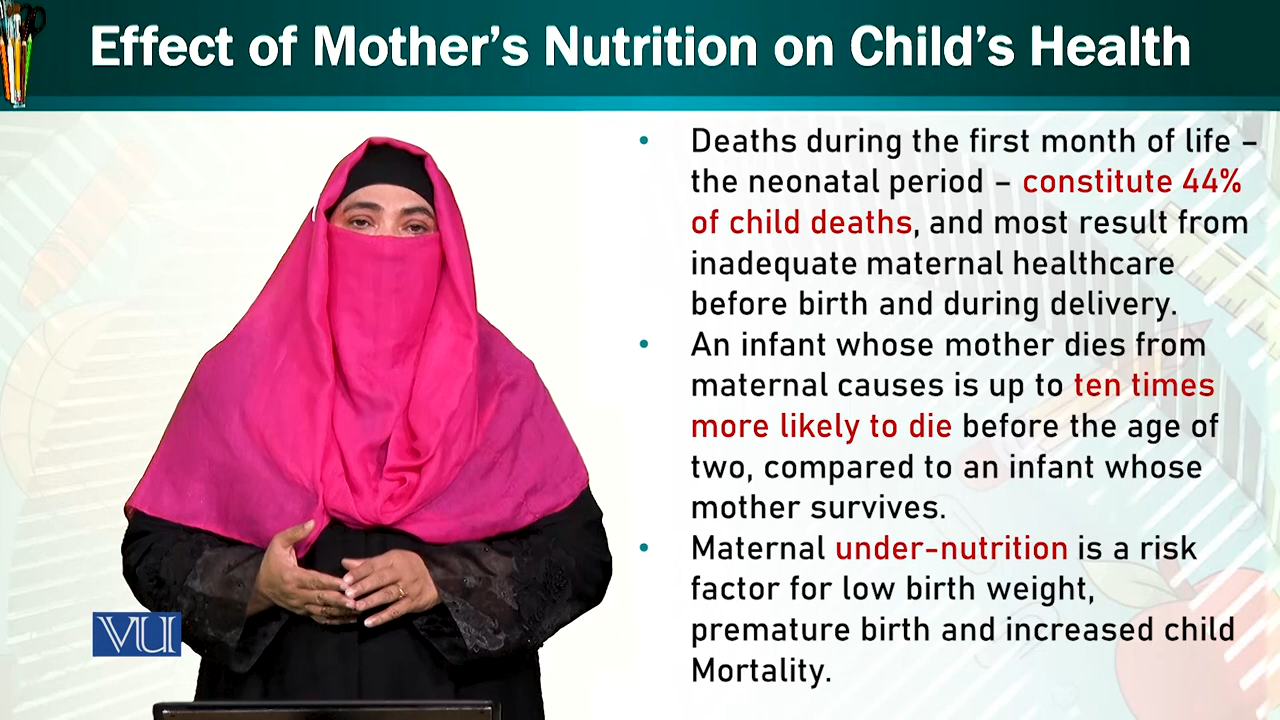 Effect of Mother's Nutrition on Child's Health
• Deaths during the first month of life –
the neonatal period – constitute 44%
of child deaths, and most result from
inadequate maternal healthcare
before birth and during delivery.
• An infant whose mother dies from
maternal causes is up to ten times
more likely to die before the age of
two, compared to an infant whose
mother survives.
• Maternal under-nutrition is a risk
factor for low birth weight,
premature birth and increased child
Mortality.
VU